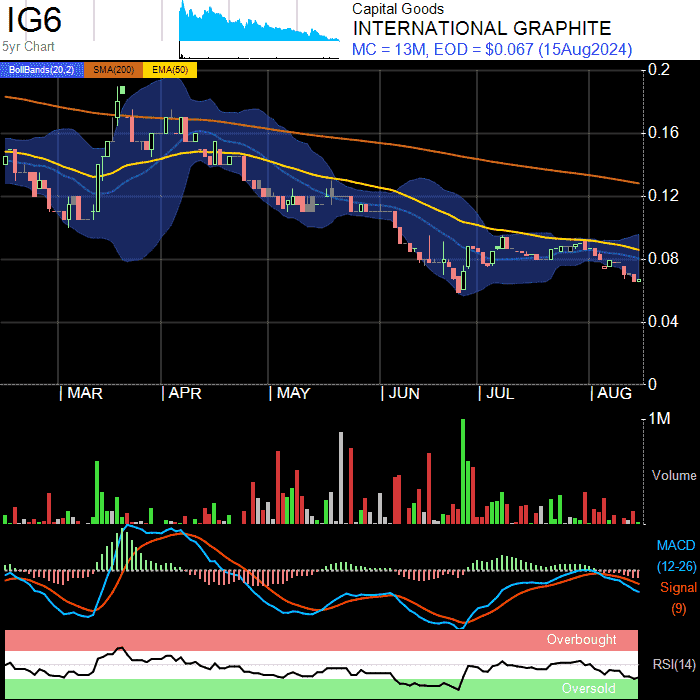 IG6
5yr Chart
Capital Goods
INTERNATIONAL GRAPHITE
MC = 13M, EOD = $0.067 (15Aug2024)
BollBands(20,2) SMA(200) EMA(50)
0.2
0.16
0.12
0.08
0.04
0
MAR APR MAY JUN JUL AUG
1M
Volume
MACD
(12-26)
Signal
(9)
Overbought
RSI(14)
Oversold